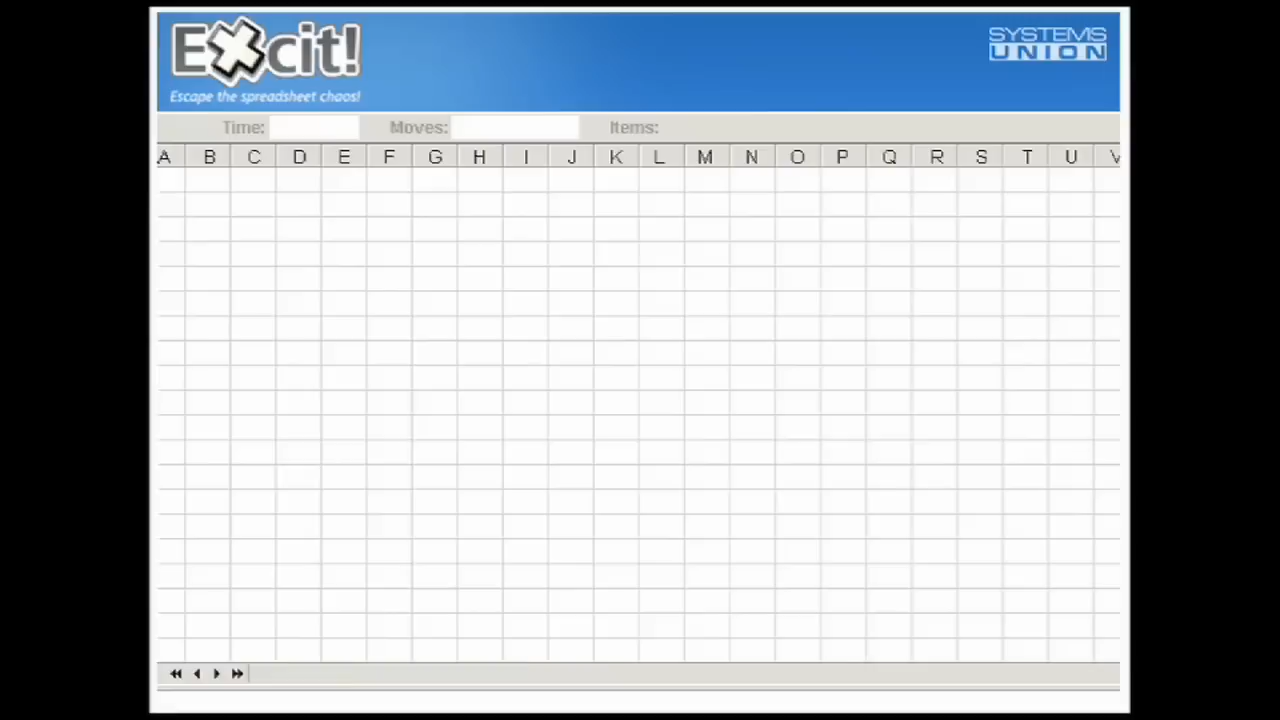 Excit!
Escape the spreadsheet chaos!
SYSTEMS
UNION
Time: Moves: Items:
A B C D E F G H I J K L M N O P Q R S T U V